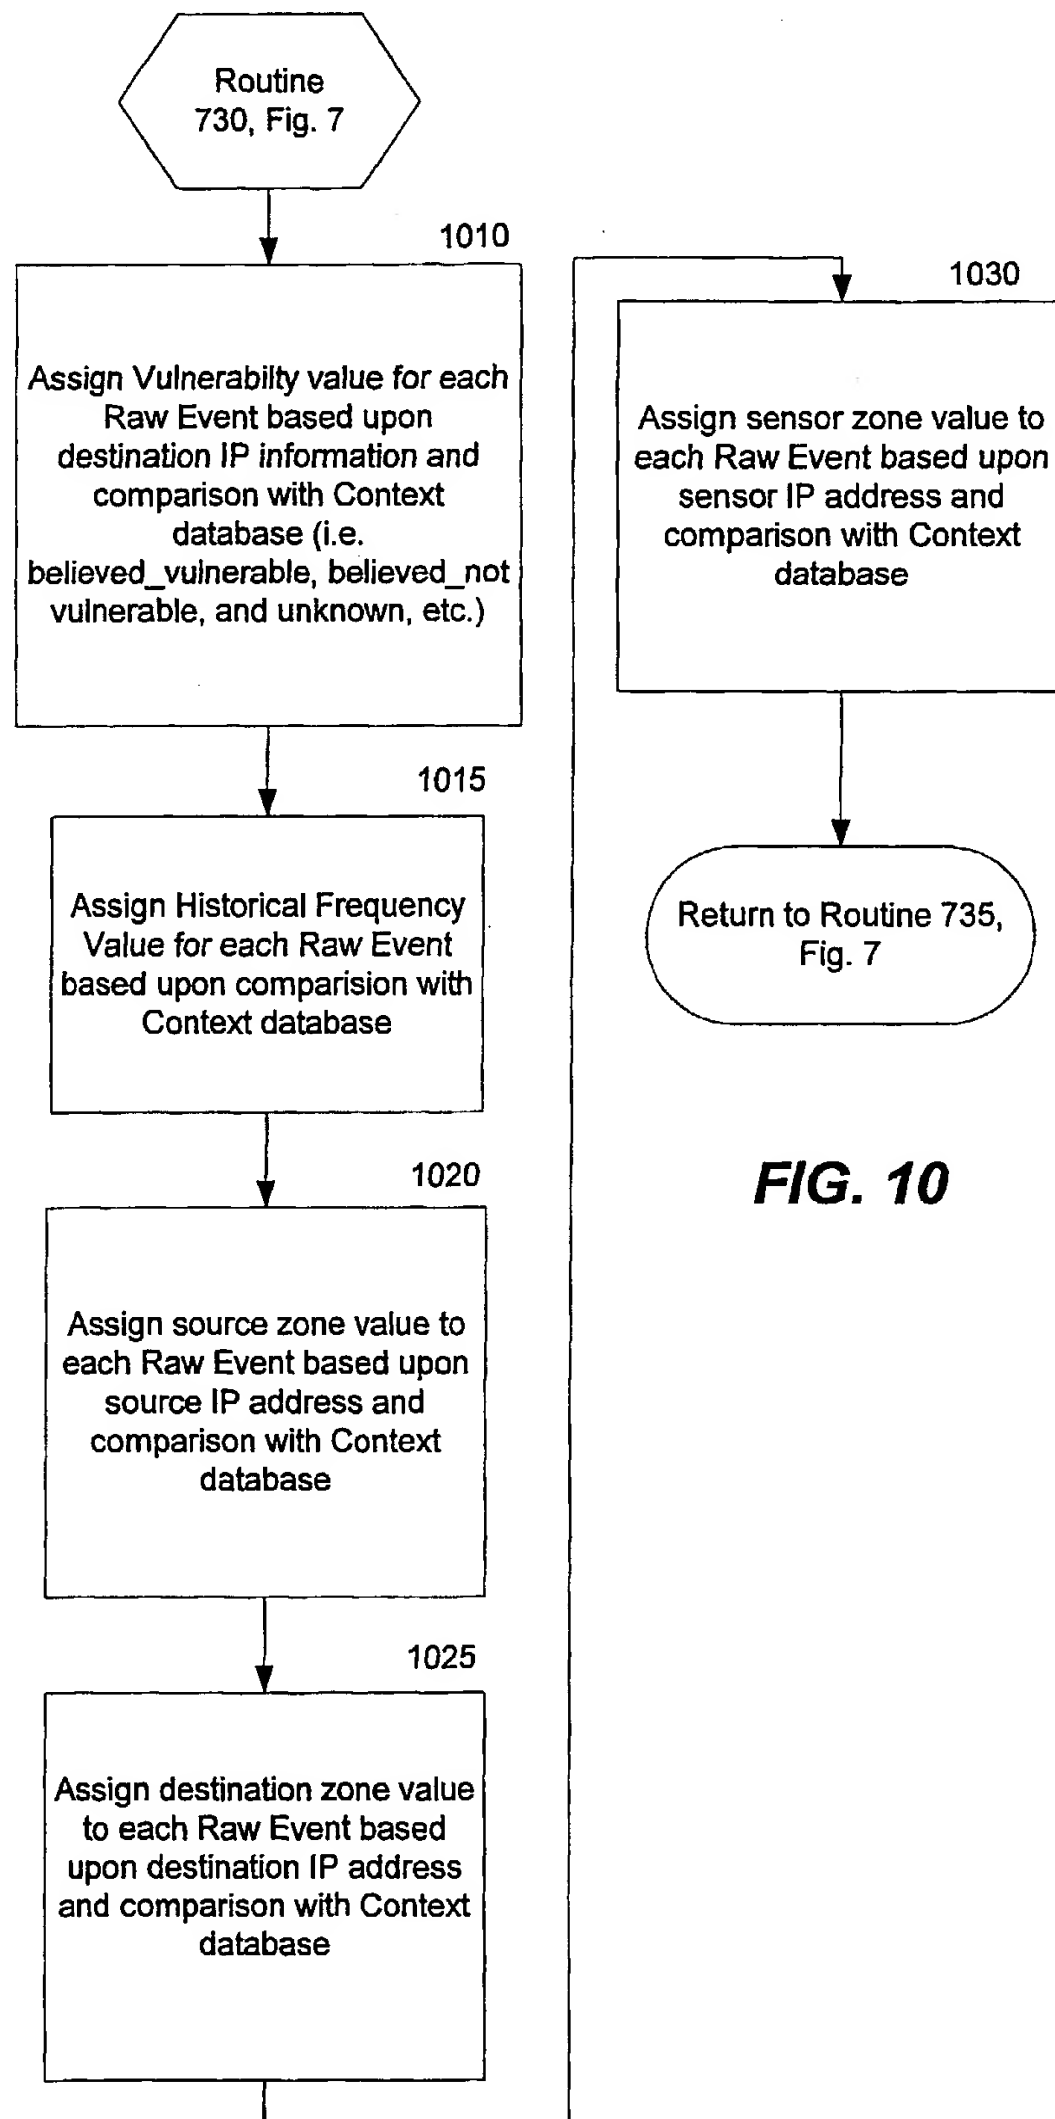 Routine
730, Fig. 7
1010
Assign Vulnerabilty value for each
Raw Event based upon
destination IP information and
comparison with Context
database (i.e.
believed_vulnerable, believed_not
vulnerable, and unknown, etc.)
1015
Assign Historical Frequency
Value for each Raw Event
based upon comparision with
Context database
1020
Assign source zone value to
each Raw Event based upon
source IP address and
comparison with Context
database
1025
Assign destination zone value
to each Raw Event based
upon destination IP address
and comparison with Context
database
1030
Assign sensor zone value to
each Raw Event based upon
sensor IP address and
comparison with Context
database
Return to Routine 735,
Fig. 7
FIG. 10